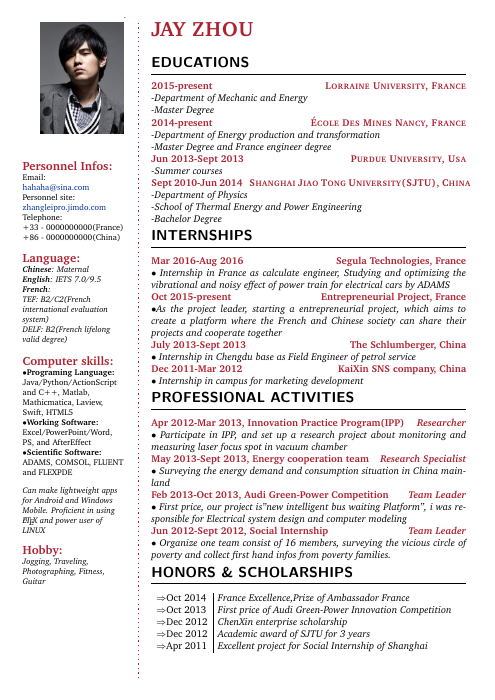 JAY ZHOU
Personnel Infos:
Email:
hahaha@sina.com
Personnel site:
zhangleipro.jimdo.com
Telephone:
+33 - 0000000000(France)
+86 - 0000000000(China)
Language:
Chinese: Maternal
English: IETS 7.0/9.5
French:
TEF: B2/C2(French
international evaluation
system)
DELF: B2(French lifelong
valid degree)
Computer skills:
●Programing Language:
Java/Python/ActionScript
and C++, Matlab,
Mathicmatica, Laview,
Swift, HTML5
●Working Software:
Excel/PowerPoint/Word,
PS, and AfterEffect
●Scientific Software:
ADAMS, COMSOL, FLUENT
and FLEXPDE
Can make lightweight apps
for Android and Windows
Mobile. Proficient in using
LATEX and power user of
LINUX
Hobby:
Jogging, Traveling,
Photographing, Fitness,
Guitar
EDUCATIONS
2015-present LORRAINE UNIVERSITY, FRANCE
-Department of Mechanic and Energy
-Master Degree
2014-present ÉCOLE DES MINES NANCY, FRANCE
-Department of Energy production and transformation
-Master Degree and France engineer degree
Jun 2013-Sept 2013 PURDUE UNIVERSITY, USA
-Summer courses
Sept 2010-Jun 2014 SHANGHAI JIAO TONG UNIVERSITY(SJTU), CHINA
-Department of Physics
-School of Thermal Energy and Power Engineering
-Bachelor Degree
INTERNSHIPS
Mar 2016-Aug 2016 Segula Technologies, France
● Internship in France as calculate engineer, Studying and optimizing the
vibrational and noisy effect of power train for electrical cars by ADAMS
Oct 2015-present Entrepreneurial Project, France
●As the project leader, starting a entrepreneurial project, which aims to
create a platform where the French and Chinese society can share their
projects and cooperate together
July 2013-Sept 2013 The Schlumberger, China
● Internship in Chengdu base as Field Engineer of petrol service
Dec 2011-Mar 2012 KaiXin SNS company, China
● Internship in campus for marketing development
PROFESSIONAL ACTIVITIES
Apr 2012-Mar 2013, Innovation Practice Program(IPP) Researcher
● Participate in IPP, and set up a research project about monitoring and
measuring laser focus spot in vacuum chamber
May 2013-Sept 2013, Energy cooperation team Research Specialist
● Surveying the energy demand and consumption situation in China main-
land
Feb 2013-Oct 2013, Audi Green-Power Competition Team Leader
● First price, our project is"new intelligent bus waiting Platform", i was re-
sponsible for Electrical system design and computer modeling
Jun 2012-Sept 2012, Social Internship Team Leader
● Organize one team consist of 16 members, surveying the vicious circle of
poverty and collect first hand infos from poverty families.
HONORS & SCHOLARSHIPS
⇒Oct 2014 France Excellence,Prize of Ambassador France
⇒Oct 2013 First price of Audi Green-Power Innovation Competition
⇒Dec 2012 ChenXin enterprise scholarship
⇒Dec 2012 Academic award of SJTU for 3 years
⇒Apr 2011 Excellent project for Social Internship of Shanghai